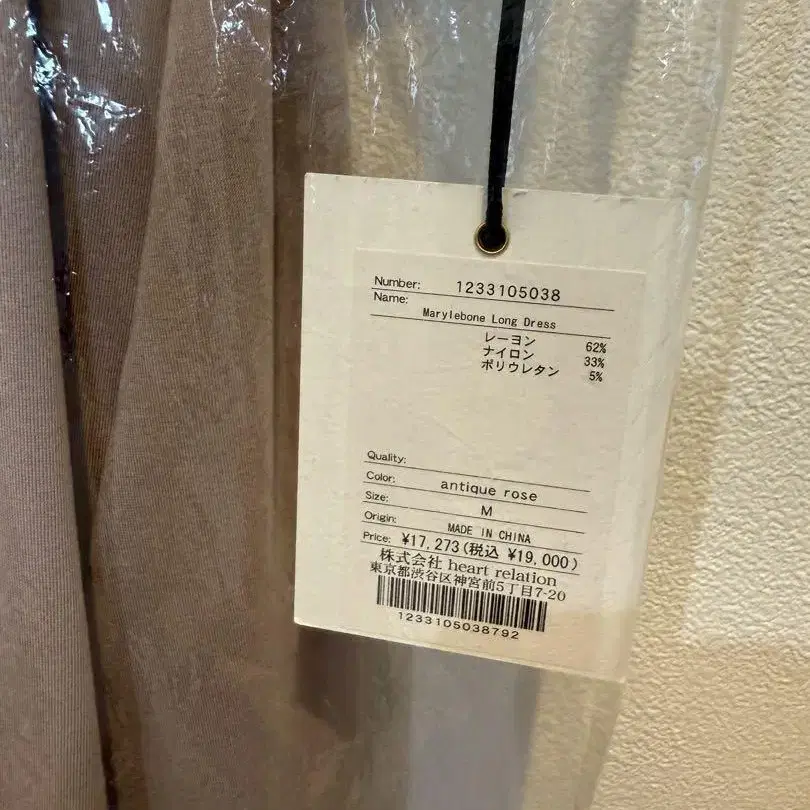 Number: 1233105038
Name:
Marylebone Long Dress
レーヨン 62%
ナイロン 33%
ポリウレタン 5%
Quality:
Color: antique rose
Size: M
Origin: MADE IN CHINA
Price: ¥17,273(税込 ¥19,000)
株式会社 heart relation
東京都渋谷区神宮前5丁目7-20
1233105038792